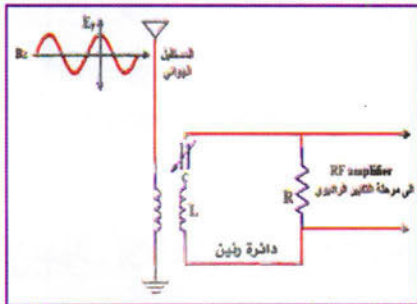 Ey
Bz
المستقبل
الهوائي
C
L
R
RF amplifier
الى مرحلة التكبير الراديوي
دائرة رنين